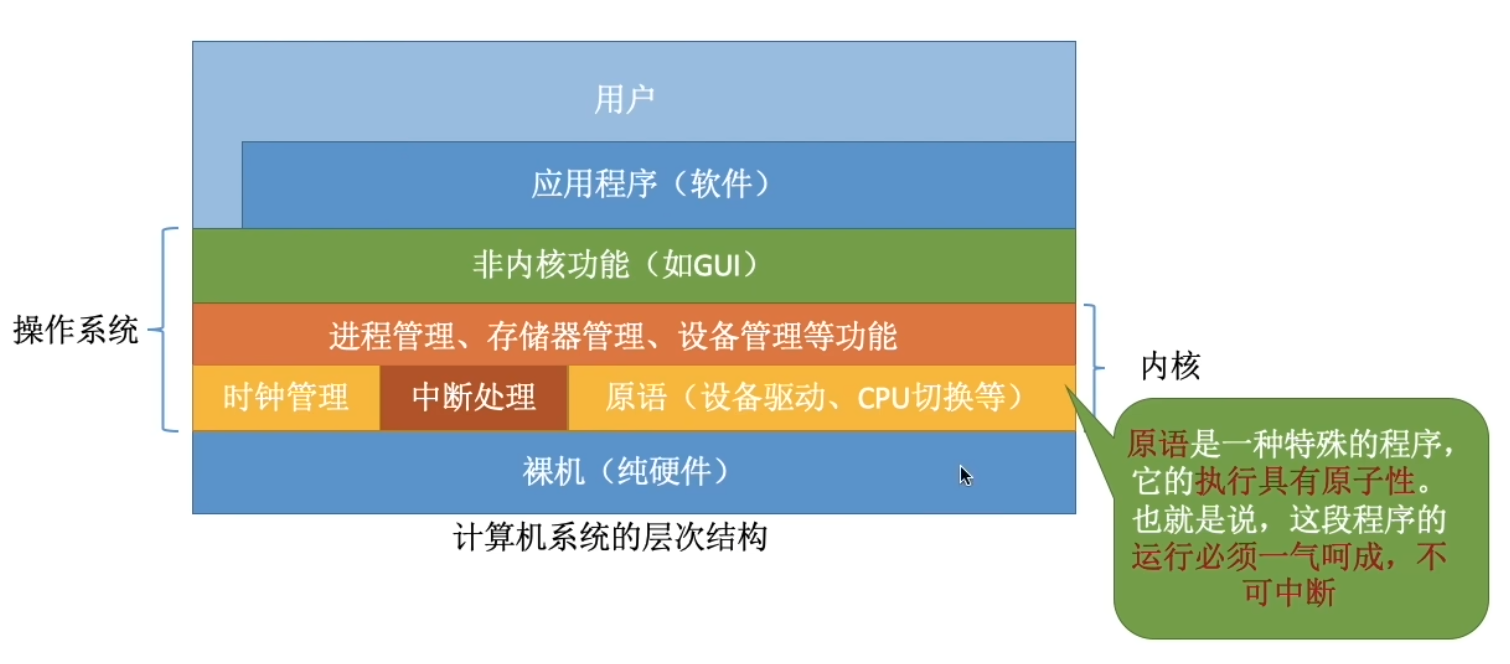 用户
应用程序（软件）
非内核功能（如GUI）
操作系统
进程管理、存储器管理、设备管理等功能
内核
时钟管理
中断处理
原语（设备驱动、CPU切换等）
裸机（纯硬件）
计算机系统的层次结构
原语是一种特殊的程序，
它的执行具有原子性。
也就是说，这段程序的
运行必须一气呵成，不
可中断